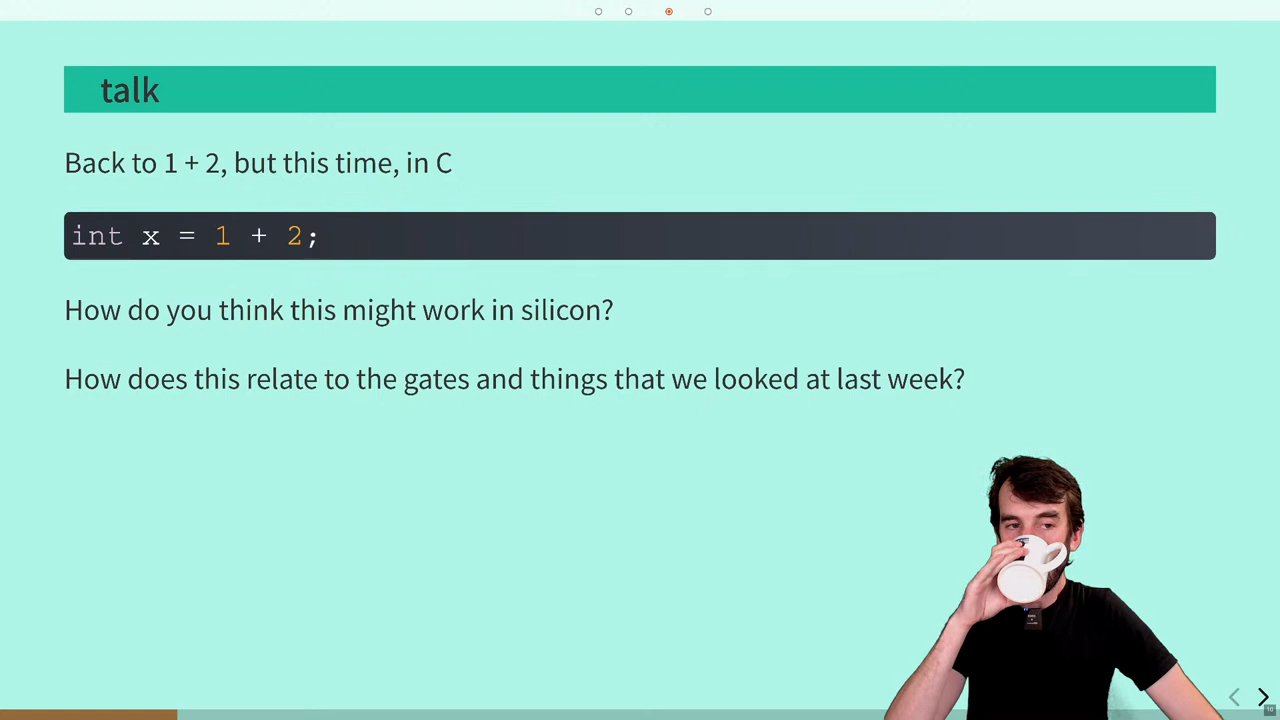 talk
Back to 1 + 2, but this time, in C
int x = 1 + 2;
How do you think this might work in silicon?
How does this relate to the gates and things that we looked at last week?
10